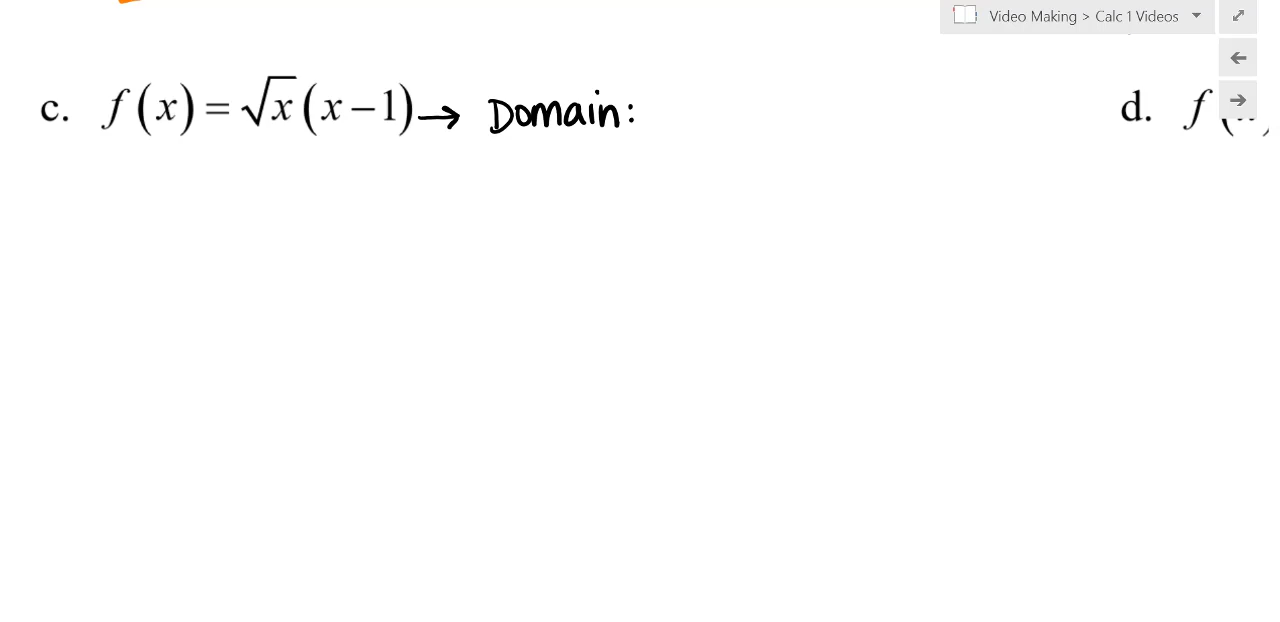 Video Making > Calc 1 Videos
c. f(x) = √x(x−1) → Domain:
d. f(